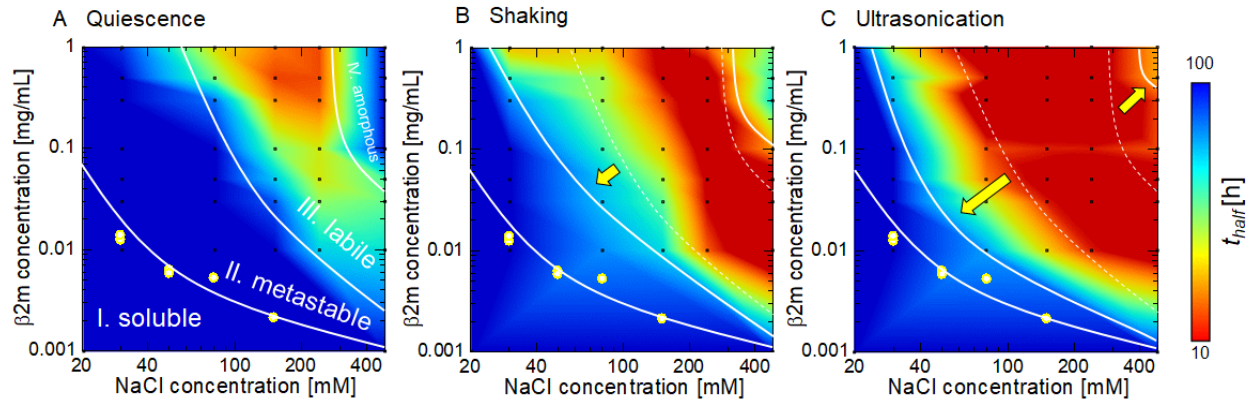 A Quiescence
B Shaking
C Ultrasonication
β2m concentration [mg/mL]
1
0.1
0.01
0.001
IV. amorphous
III. labile
II. metastable
I. soluble
20 40 100 200 400
NaCl concentration [mM]
β2m concentration [mg/mL]
1
0.1
0.01
0.001
20 40 100 200 400
NaCl concentration [mM]
β2m concentration [mg/mL]
1
0.1
0.01
0.001
20 40 100 200 400
NaCl concentration [mM]
100
t_half [h]
10